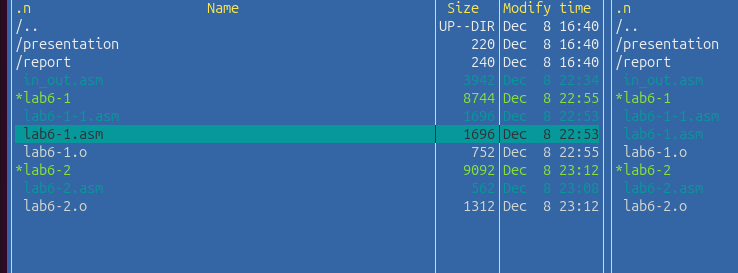 .n Name Size Modify time .n
/.. UP--DIR Dec 8 16:40 /..
/presentation 220 Dec 8 16:40 /presentation
/report 240 Dec 8 16:40 /report
in_out.asm 3942 Dec 8 22:34 in_out.asm
*lab6-1 8744 Dec 8 22:55 *lab6-1
lab6-1-1.asm 1696 Dec 8 22:53 lab6-1-1.asm
lab6-1.asm 1696 Dec 8 22:53 lab6-1.asm
lab6-1.o 752 Dec 8 22:55 lab6-1.o
*lab6-2 9092 Dec 8 23:12 *lab6-2
lab6-2.asm 562 Dec 8 23:08 lab6-2.asm
lab6-2.o 1312 Dec 8 23:12 lab6-2.o